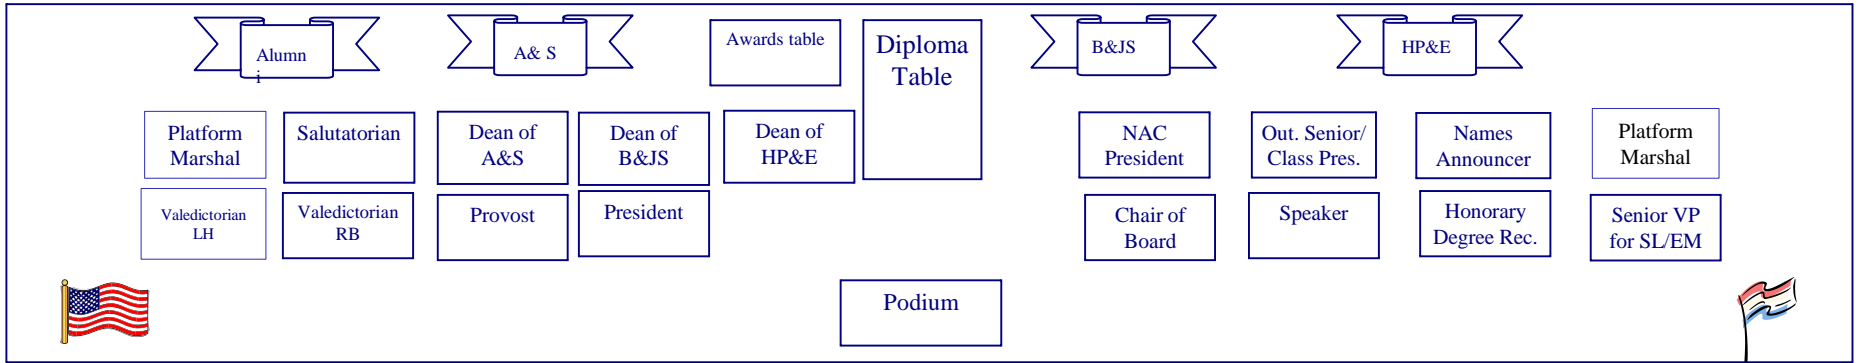 Alumn
i
A& S
Awards table
Diploma
Table
B&JS
HP&E
Platform
Marshal
Salutatorian
Dean of
A&S
Dean of
B&JS
Dean of
HP&E
NAC
President
Out. Senior/
Class Pres.
Names
Announcer
Platform
Marshal
Valedictorian
LH
Valedictorian
RB
Provost
President
Chair of
Board
Speaker
Honorary
Degree Rec.
Senior VP
for SL/EM
Podium